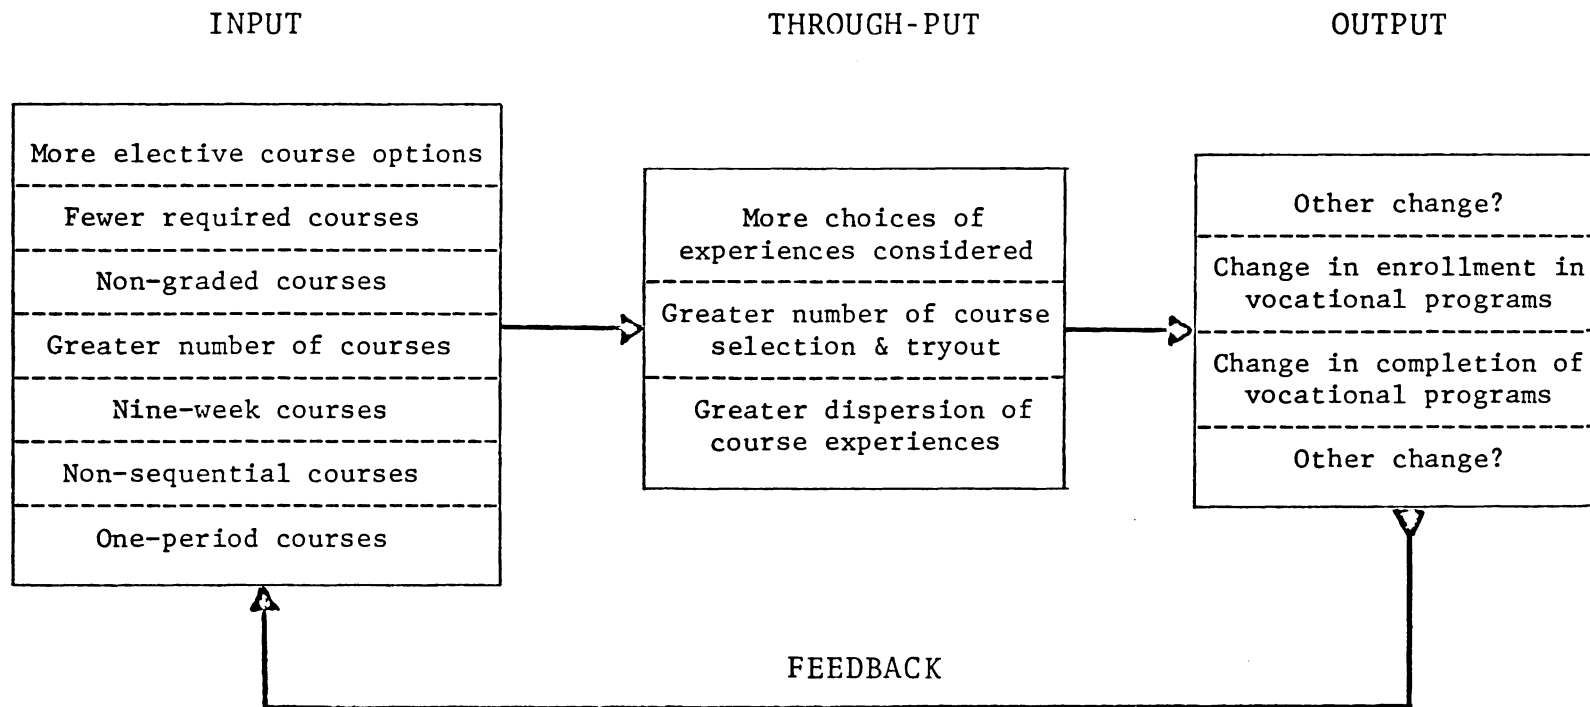 INPUT
THROUGH-PUT
OUTPUT
More elective course options
Fewer required courses
Non-graded courses
Greater number of courses
Nine-week courses
Non-sequential courses
One-period courses
More choices of
experiences considered
Greater number of course
selection & tryout
Greater dispersion of
course experiences
Other change?
Change in enrollment in
vocational programs
Change in completion of
vocational programs
Other change?
FEEDBACK